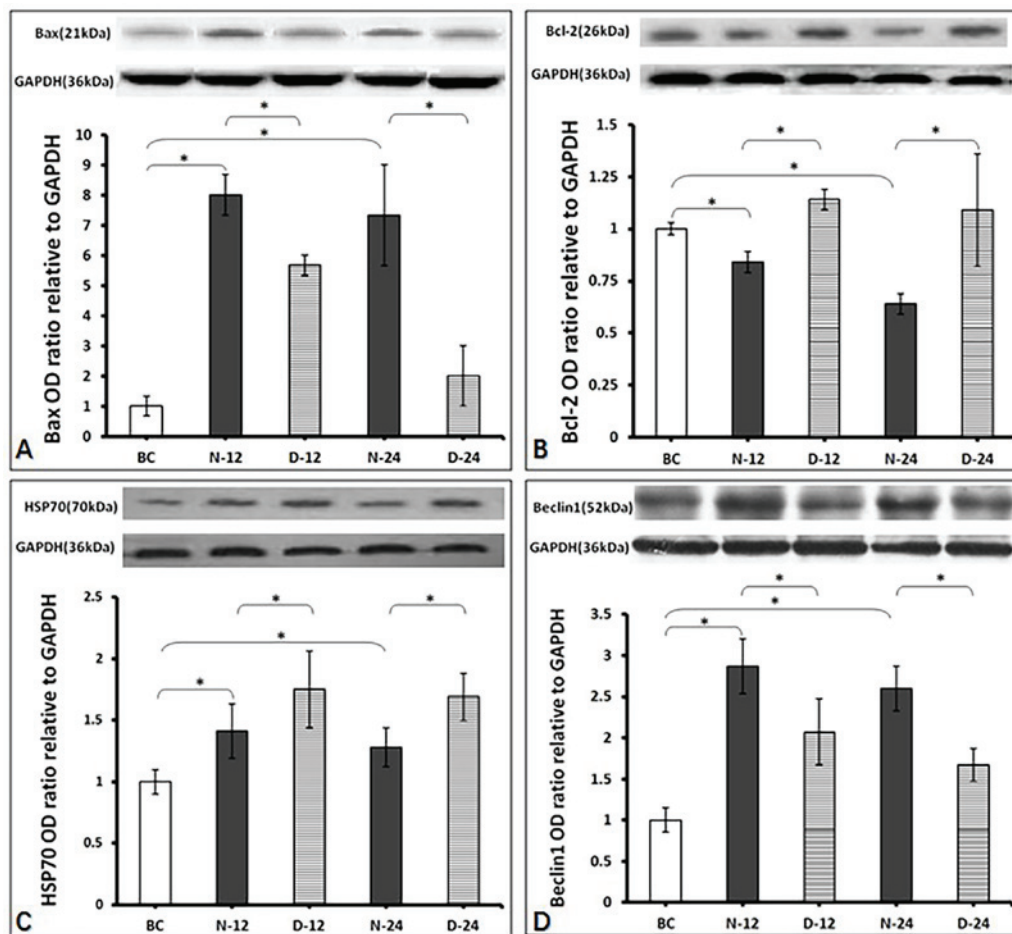 Bax(21kDa)
GAPDH(36kDa)
*
*
*
*
Bax OD ratio relative to GAPDH
10
9
8
7
6
5
4
3
2
1
0
BC N-12 D-12 N-24 D-24
A
Bcl-2(26kDa)
GAPDH(36kDa)
*
*
*
*
Bcl-2 OD ratio relative to GAPDH
1.5
1.25
1
0.75
0.5
0.25
0
BC N-12 D-12 N-24 D-24
B
HSP70(70kDa)
GAPDH(36kDa)
*
*
*
*
HSP70 OD ratio relative to GAPDH
2.5
2
1.5
1
0.5
0
BC N-12 D-12 N-24 D-24
C
Beclin1(52kDa)
GAPDH(36kDa)
*
*
*
*
Beclin1 OD ratio relative to GAPDH
3.5
3
2.5
2
1.5
1
0.5
0
BC N-12 D-12 N-24 D-24
D